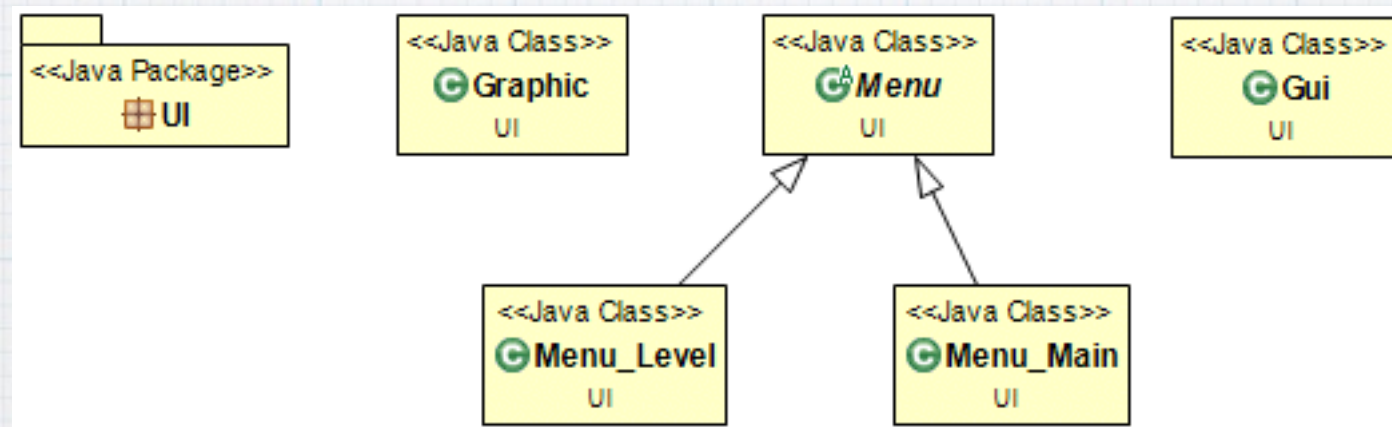 <<Java Package>>
UI
<<Java Class>>
Graphic
UI
<<Java Class>>
Menu
UI
<<Java Class>>
Gui
UI
<<Java Class>>
Menu_Level
UI
<<Java Class>>
Menu_Main
UI